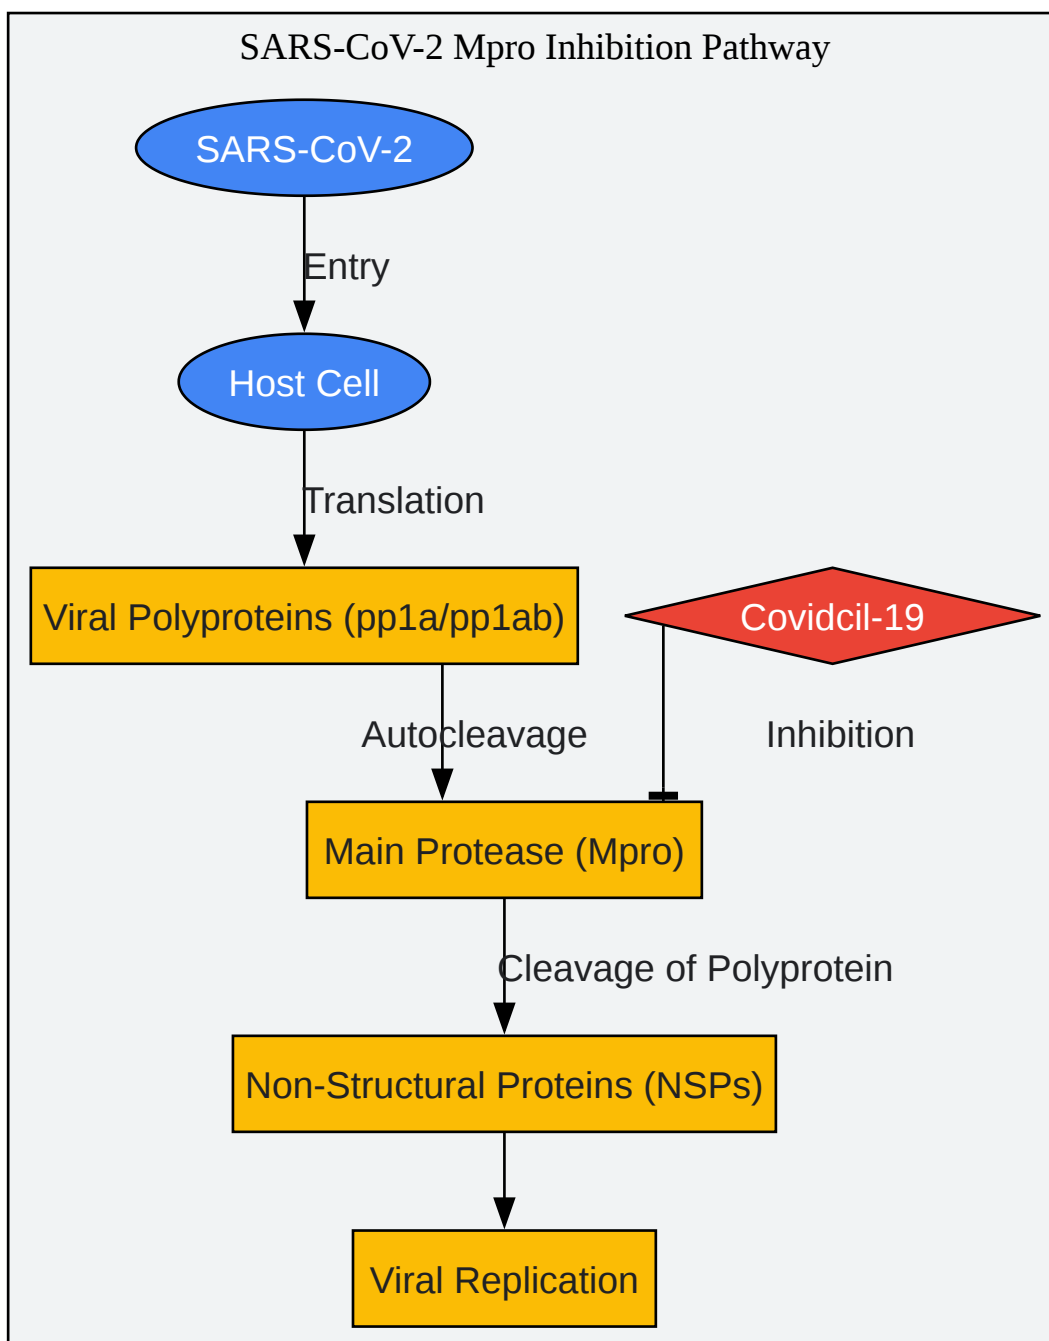 SARS-CoV-2 Mpro Inhibition Pathway
SARS-CoV-2
Entry
Host Cell
Translation
Viral Polyproteins (pp1a/pp1ab)
Covidcil-19
Autocleavage
Inhibition
Main Protease (Mpro)
Cleavage of Polyprotein
Non-Structural Proteins (NSPs)
Viral Replication